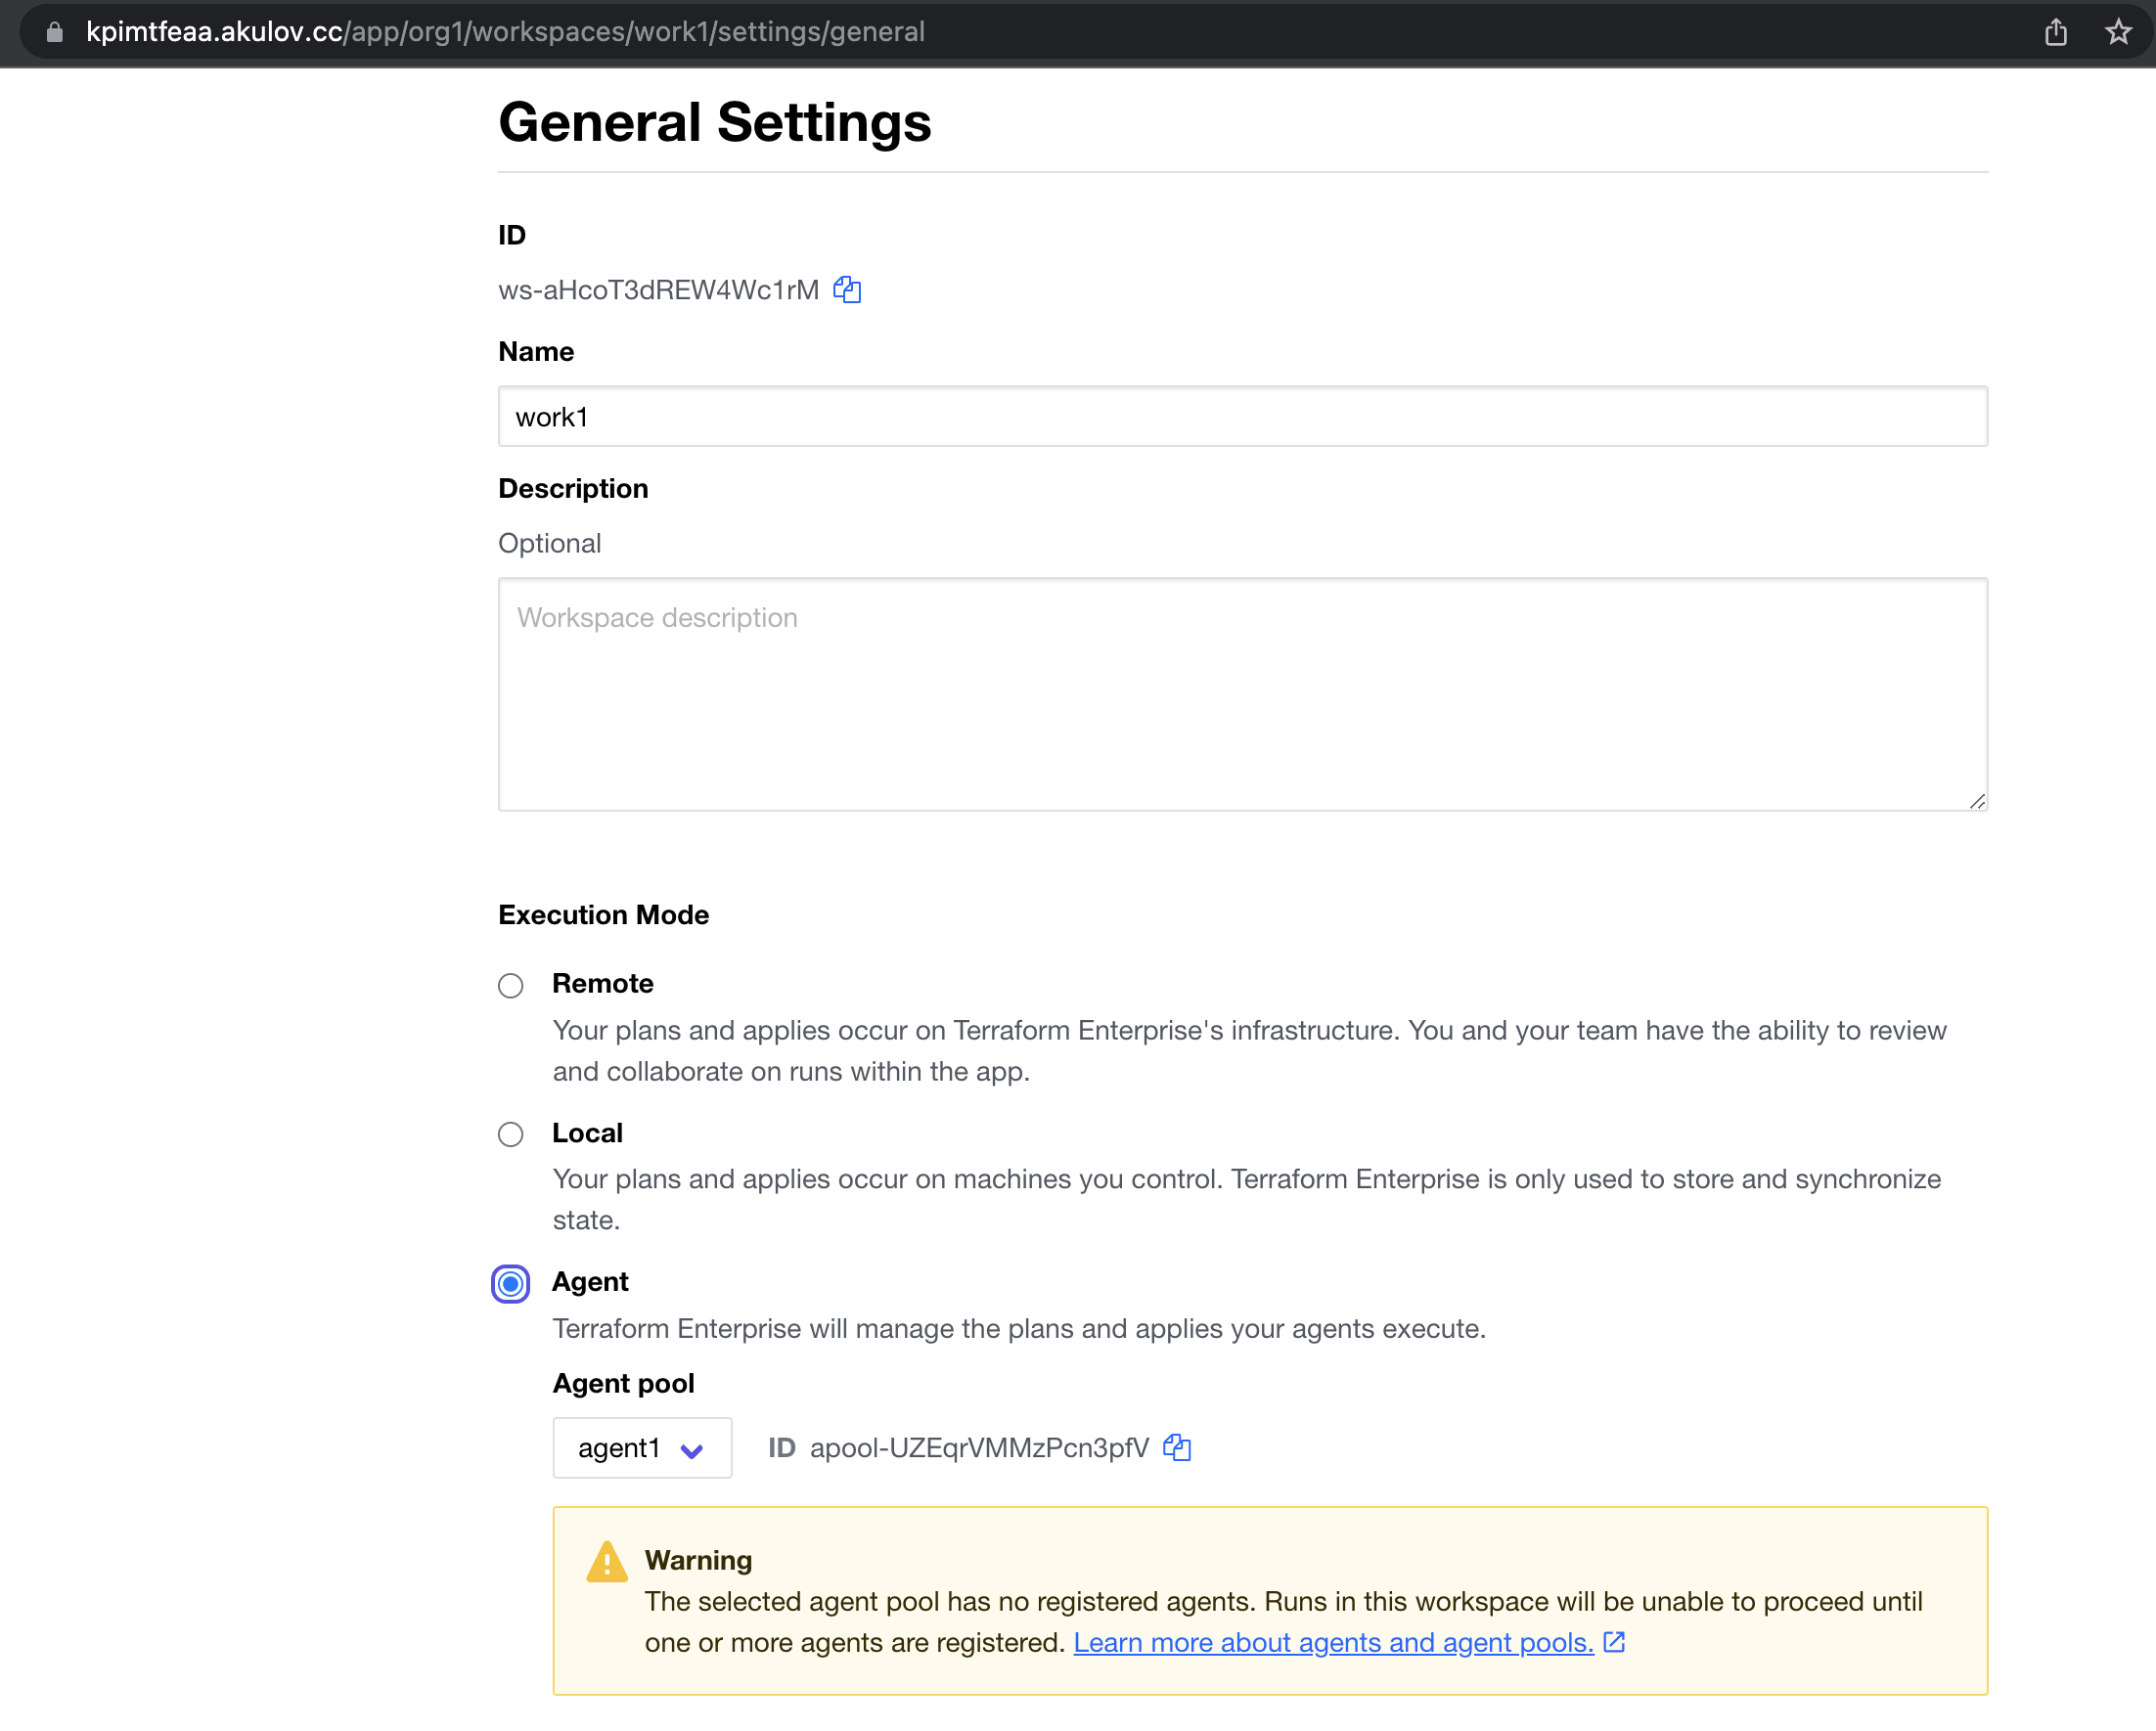 kpimtfeaa.akulov.cc/app/org1/workspaces/work1/settings/general
General Settings
ID
ws-aHcoT3dREW4Wc1rM
Name
work1
Description
Optional
Workspace description
Execution Mode
Remote
Your plans and applies occur on Terraform Enterprise's infrastructure. You and your team have the ability to review
and collaborate on runs within the app.
Local
Your plans and applies occur on machines you control. Terraform Enterprise is only used to store and synchronize
state.
Agent
Terraform Enterprise will manage the plans and applies your agents execute.
Agent pool
agent1 ID apool-UZEqrVMMzPcn3pfV
Warning
The selected agent pool has no registered agents. Runs in this workspace will be unable to proceed until
one or more agents are registered. Learn more about agents and agent pools.